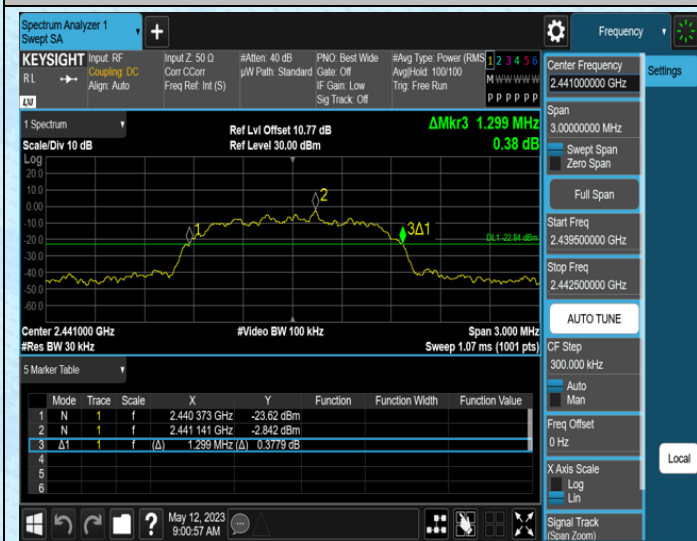 Spectrum Analyzer 1
Swept SA
+
Frequency
KEYSIGHT
RL
LXI
Input: RF
Coupling: DC
Align: Auto
Input Z: 50 Ω
Corr CCorr
Freq Ref: Int (S)
#Atten: 40 dB
µW Path: Standard
PNO: Best Wide
Gate: Off
IF Gain: Low
Sig Track: Off
#Avg Type: Power (RMS
Avg|Hold: 100/100
Trig: Free Run
1 2 3 4 5 6
M W W W W W
P P P P P P
1 Spectrum
Scale/Div 10 dB
Ref Lvl Offset 10.77 dB
Ref Level 30.00 dBm
ΔMkr3 1.299 MHz
0.38 dB
Log
20.0
10.0
0.00
-10.0
-20.0
-30.0
-40.0
-50.0
-60.0
1
2
3Δ1
DL1 -22.84 dBm
Center 2.441000 GHz
#Res BW 30 kHz
#Video BW 100 kHz
Span 3.000 MHz
Sweep 1.07 ms (1001 pts)
5 Marker Table
Mode Trace Scale X Y Function Function Width Function Value
1 N 1 f 2.440 373 GHz -23.62 dBm
2 N 1 f 2.441 141 GHz -2.842 dBm
3 Δ1 1 f (Δ) 1.299 MHz (Δ) 0.3779 dB
4
5
6
?
May 12, 2023
9:00:57 AM
Center Frequency
2.441000000 GHz
Settings
Span
3.00000000 MHz
Swept Span
Zero Span
Full Span
Start Freq
2.439500000 GHz
Stop Freq
2.442500000 GHz
AUTO TUNE
CF Step
300.000 kHz
Auto
Man
Freq Offset
0 Hz
Local
X Axis Scale
Log
Lin
Signal Track
(Span Zoom)